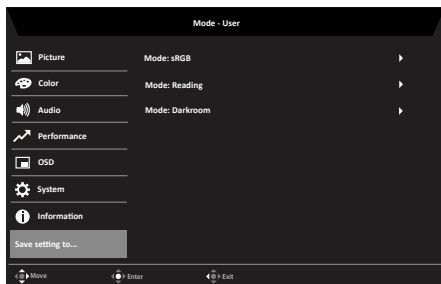 Mode - User
Picture
Mode: sRGB
Color
Mode: Reading
Audio
Mode: Darkroom
Performance
OSD
System
Information
Save setting to...
Move
Enter
Exit